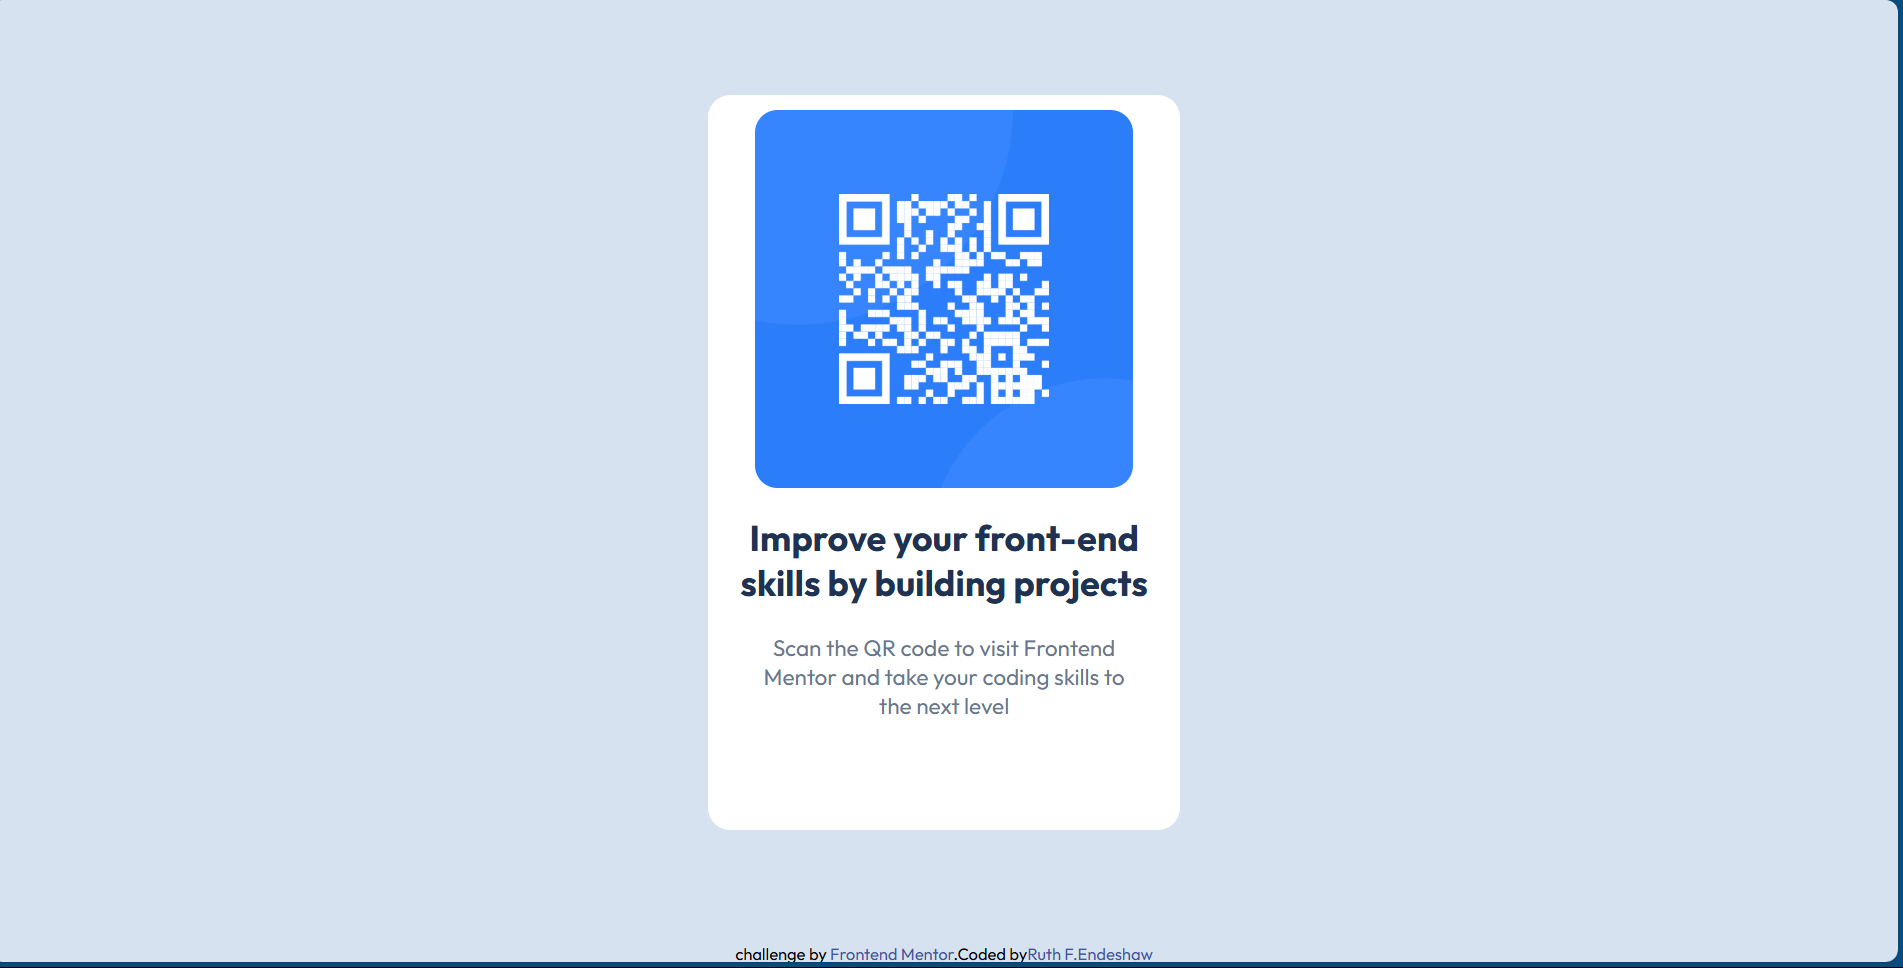 Improve your front-end
skills by building projects
Scan the QR code to visit Frontend
Mentor and take your coding skills to
the next level
challenge by Frontend Mentor.Coded byRuth F.Endeshaw